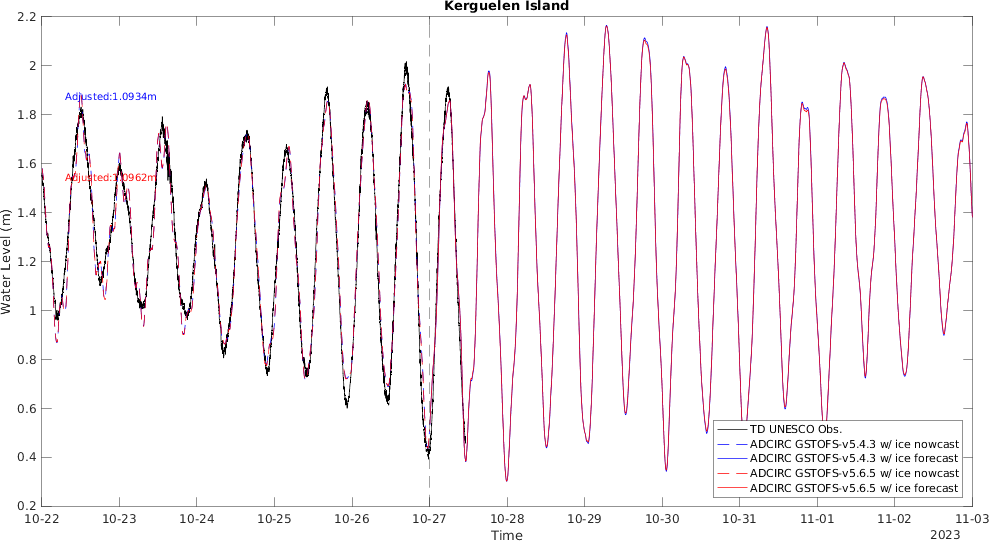 Kerguelen Island
2.2
2
1.8
1.6
1.4
1.2
1
0.8
0.6
0.4
0.2
Water Level (m)
Adjusted:1.0934m
Adjusted:1.0962m
TD UNESCO Obs.
ADCIRC GSTOFS-v5.4.3 w/ ice nowcast
ADCIRC GSTOFS-v5.4.3 w/ ice forecast
ADCIRC GSTOFS-v5.6.5 w/ ice nowcast
ADCIRC GSTOFS-v5.6.5 w/ ice forecast
10-22 10-23 10-24 10-25 10-26 10-27 10-28 10-29 10-30 10-31 11-01 11-02 11-03
Time
2023